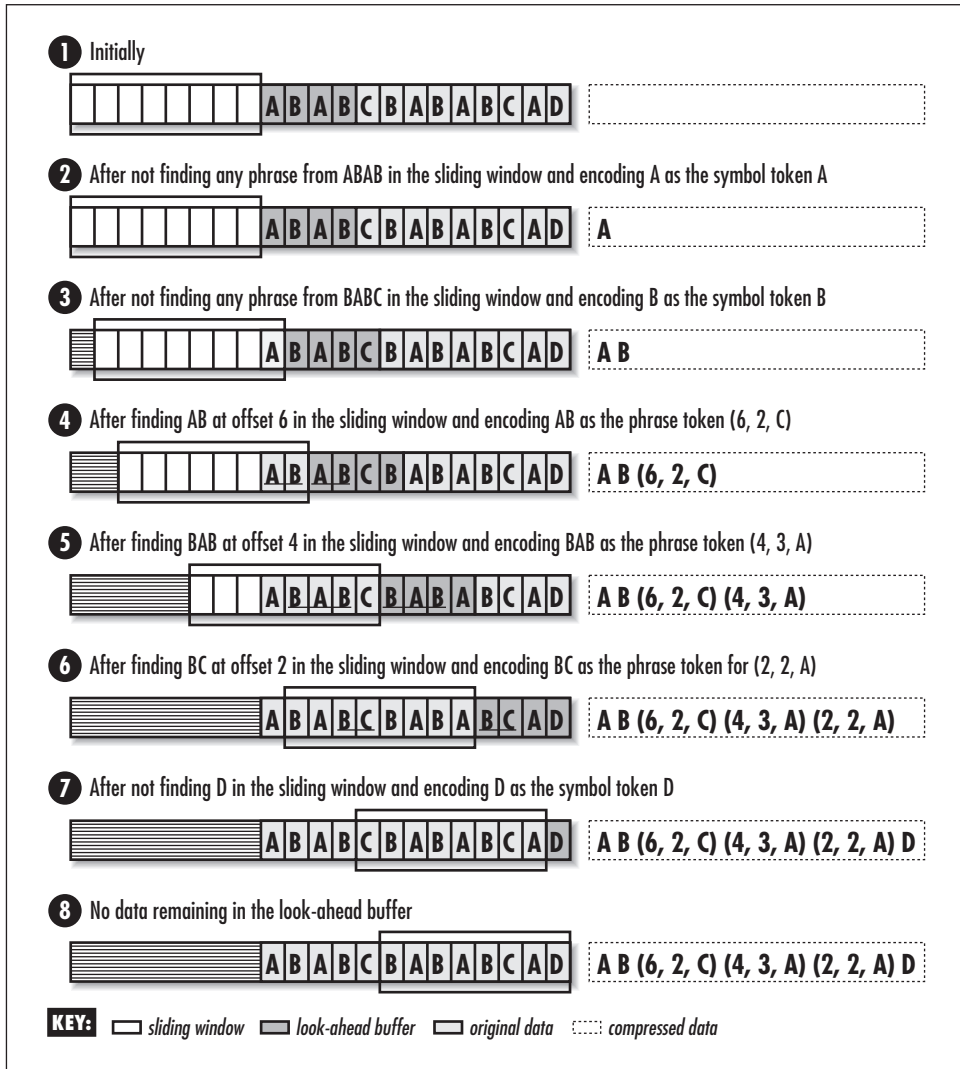 1 Initially
A B A B C B A B A B C A D
2 After not finding any phrase from ABAB in the sliding window and encoding A as the symbol token A
A B A B C B A B A B C A D A
3 After not finding any phrase from BABC in the sliding window and encoding B as the symbol token B
A B A B C B A B A B C A D A B
4 After finding AB at offset 6 in the sliding window and encoding AB as the phrase token (6, 2, C)
A B A B C B A B A B C A D A B (6, 2, C)
5 After finding BAB at offset 4 in the sliding window and encoding BAB as the phrase token (4, 3, A)
A B A B C B A B A B C A D A B (6, 2, C) (4, 3, A)
6 After finding BC at offset 2 in the sliding window and encoding BC as the phrase token for (2, 2, A)
A B A B C B A B A B C A D A B (6, 2, C) (4, 3, A) (2, 2, A)
7 After not finding D in the sliding window and encoding D as the symbol token D
A B A B C B A B A B C A D A B (6, 2, C) (4, 3, A) (2, 2, A) D
8 No data remaining in the look-ahead buffer
A B A B C B A B A B C A D A B (6, 2, C) (4, 3, A) (2, 2, A) D
KEY: sliding window look-ahead buffer original data compressed data